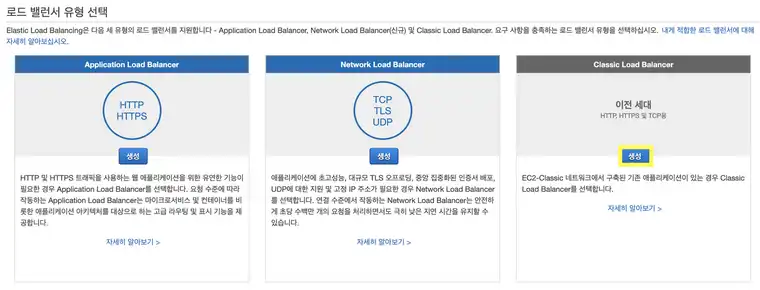 로드 밸런서 유형 선택
Elastic Load Balancing은 다음 세 유형의 로드 밸런서를 지원합니다 - Application Load Balancer, Network Load Balancer(신규) 및 Classic Load Balancer. 요구 사항을 충족하는 로드 밸런서 유형을 선택하십시오. 내게 적합한 로드 밸런서에 대해
자세히 알아보십시오.
Application Load Balancer
HTTP
HTTPS
생성
HTTP 및 HTTPS 트래픽을 사용하는 웹 애플리케이션을 위한 유연한 기능이
필요한 경우 Application Load Balancer를 선택합니다. 요청 수준에 따라
작동하는 Application Load Balancer는 마이크로서비스 및 컨테이너를 비
롯한 애플리케이션 아키텍처를 대상으로 하는 고급 라우팅 및 표시 기능을 제
공합니다.
자세히 알아보기 >
Network Load Balancer
TCP
TLS
UDP
생성
애플리케이션에 초고성능, 대규모 TLS 오프로딩, 중앙 집중화된 인증서 배포,
UDP에 대한 지원 및 고정 IP 주소가 필요한 경우 Network Load Balancer
를 선택합니다. 연결 수준에서 작동하는 Network Load Balancer는 안전하
게 초당 수백만 개의 요청을 처리하면서도 극히 낮은 지연 시간을 유지할 수
있습니다.
자세히 알아보기 >
Classic Load Balancer
이전 세대
HTTP, HTTPS 및 TCP용
생성
EC2-Classic 네트워크에서 구축된 기존 애플리케이션이 있는 경우 Classic
Load Balancer를 선택합니다.
자세히 알아보기 >